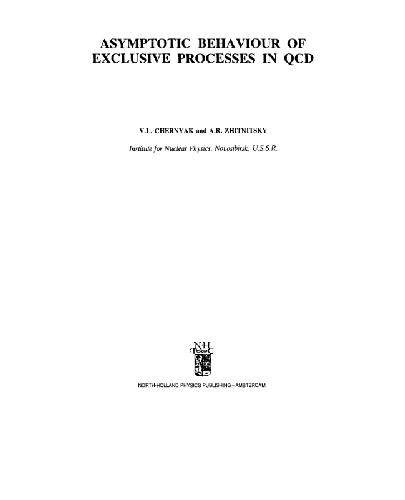 ASYMPTOTIC BEHAVIOUR OF
EXCLUSIVE PROCESSES IN QCD
V.L. CHERNYAK and A.R. ZHITNITSKY
Institute for Nuclear Physics, Novosibirsk, U.S.S.R.
NORTH-HOLLAND PHYSICS PUBLISHING – AMSTERDAM